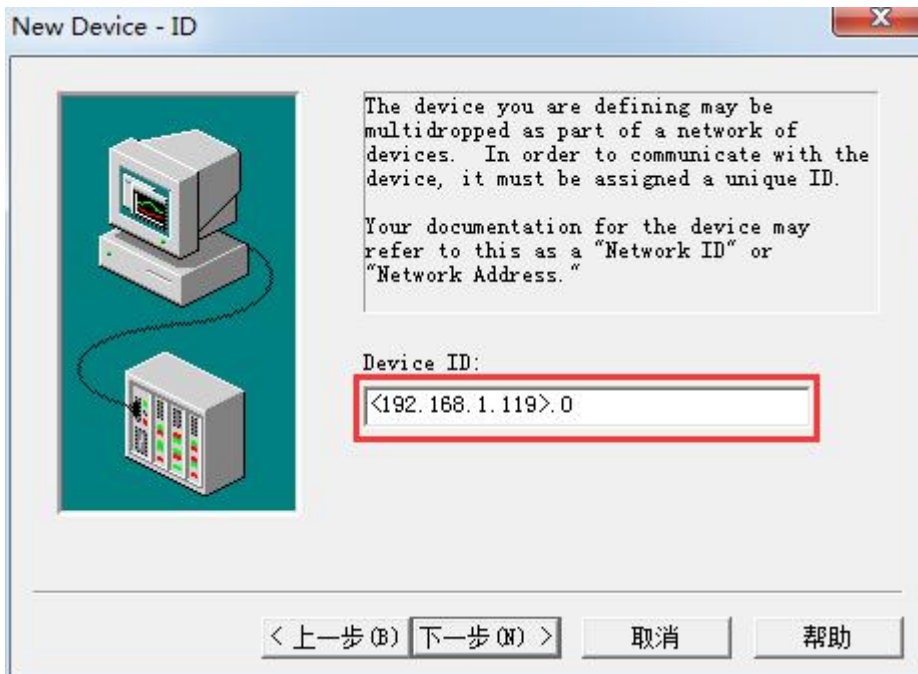 New Device - ID
The device you are defining may be
multidropped as part of a network of
devices.  In order to communicate with the
device, it must be assigned a unique ID.
Your documentation for the device may
refer to this as a "Network ID" or
"Network Address."
Device ID:
<192.168.1.119>.0
< 上一步(B) 下一步(N) > 取消 帮助